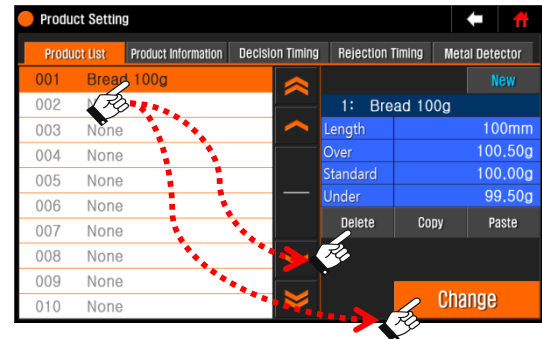 Product Setting
Product List Product Information Decision Timing Rejection Timing Metal Detector
001 Bread 100g
002
003 None
004 None
005 None
006 None
007 None
008 None
009 None
010 None
New
1: Bread 100g
Length 100mm
Over 100,50g
Standard 100,00g
Under 99,50g
Delete Copy Paste
Change